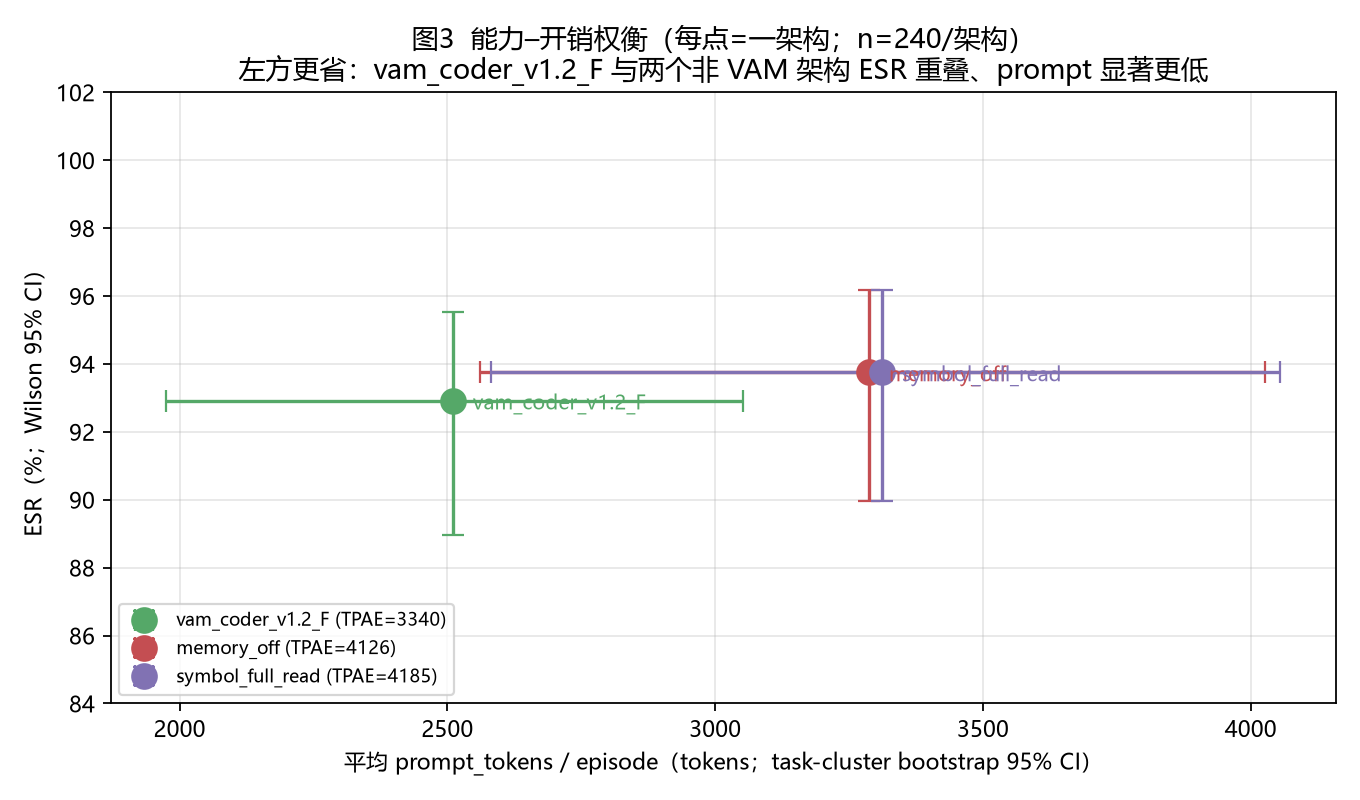 图3  能力–开销权衡（每点=一架构；n=240/架构）
左方更省：vam_coder_v1.2_F 与两个非 VAM 架构 ESR 重叠、prompt 显著更低
102
100
98
96
94
92
90
88
86
84
ESR（%；Wilson 95% CI）
memory_off
symbol_full_read
vam_coder_v1.2_F
vam_coder_v1.2_F (TPAE=3340)
memory_off (TPAE=4126)
symbol_full_read (TPAE=4185)
2000 2500 3000 3500 4000
平均 prompt_tokens / episode（tokens；task-cluster bootstrap 95% CI）